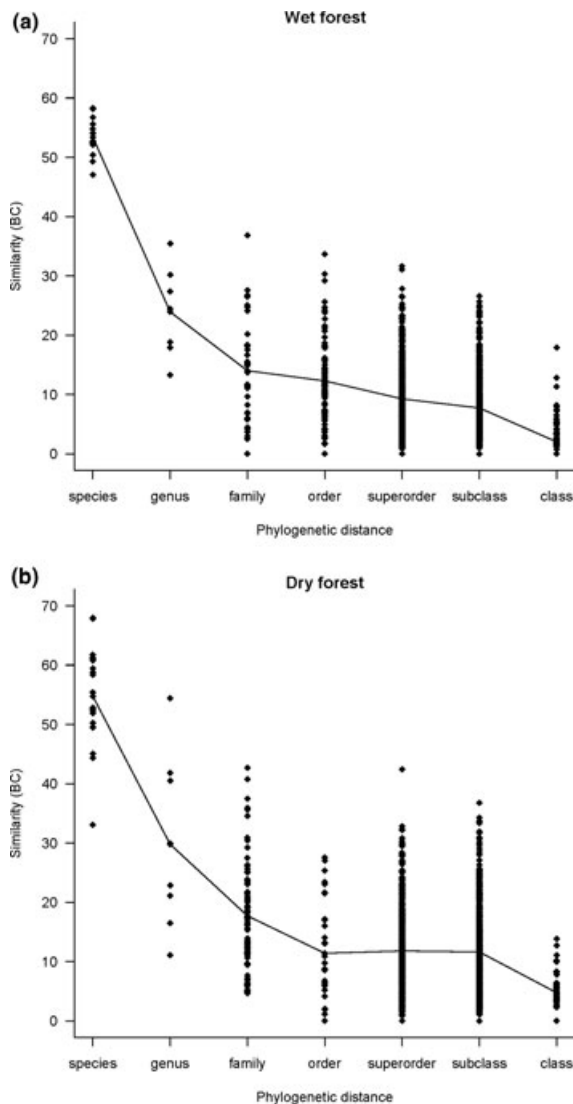 (a)
Wet forest
70
60
50
40
30
20
10
0
Similarity (BC)
species genus family order superorder subclass class
Phylogenetic distance
(b)
Dry forest
70
60
50
40
30
20
10
0
Similarity (BC)
species genus family order superorder subclass class
Phylogenetic distance